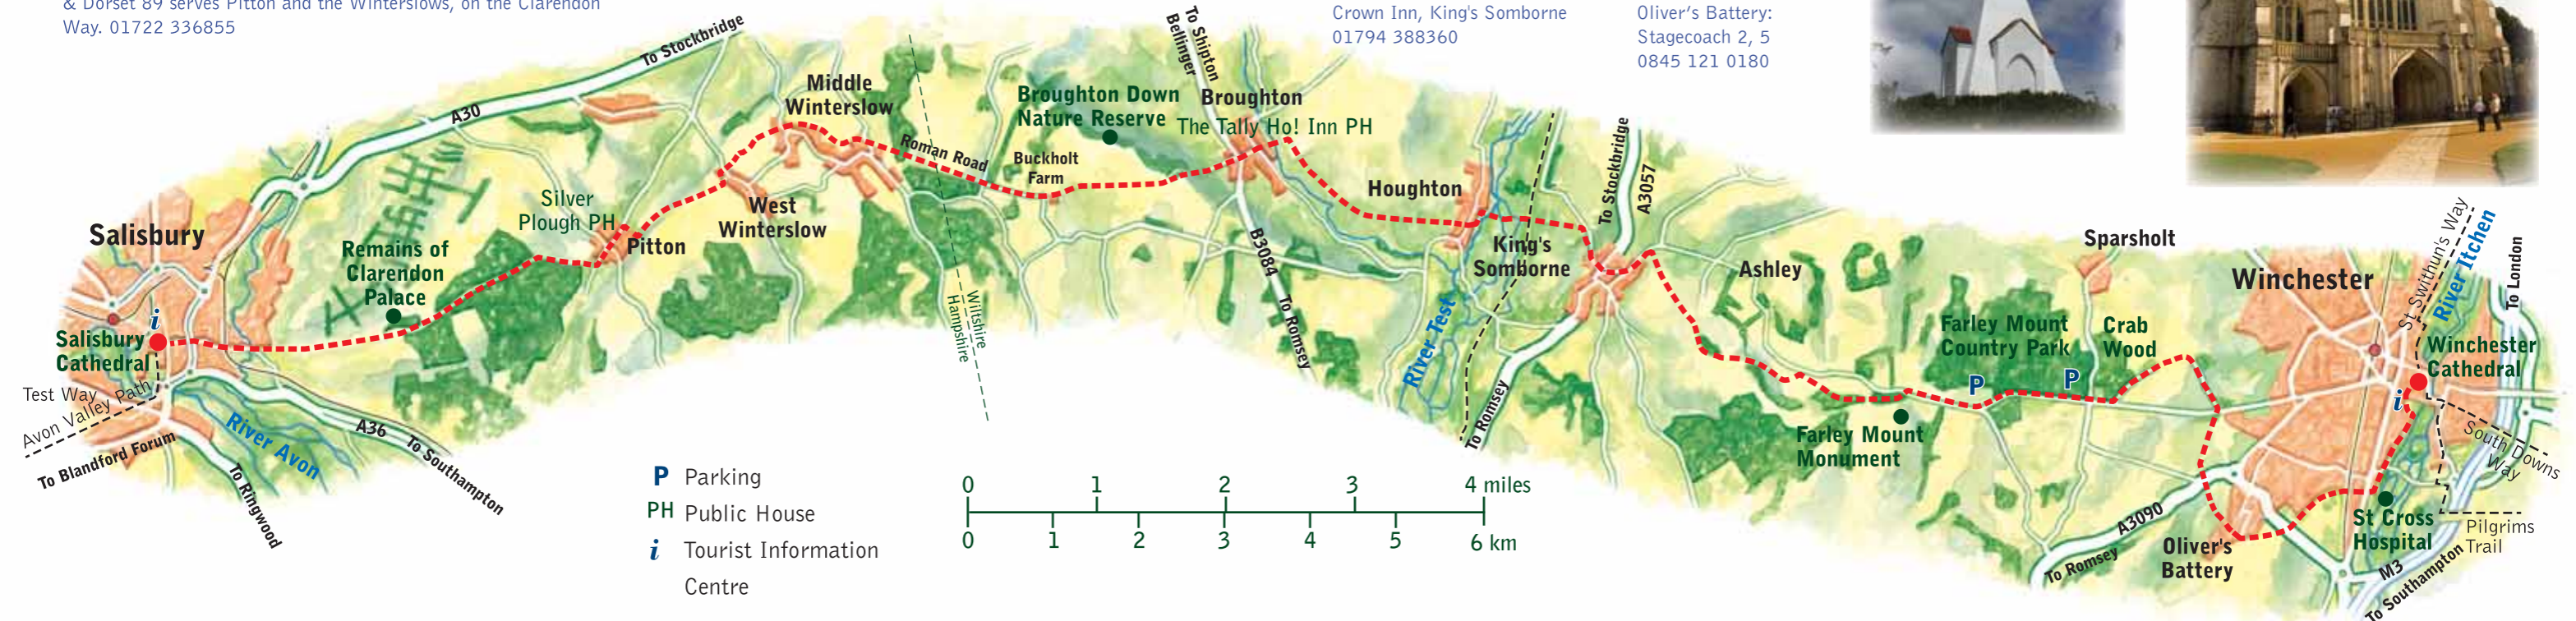 & Dorset 89 serves Pitton and the Winterslows, on the Clarendon
Way. 01722 336855
Crown Inn, King's Somborne
01794 388360
Oliver's Battery:
Stagecoach 2, 5
0845 121 0180
To Stockbridge
A30
Salisbury
Remains of
Clarendon
Palace
Salisbury
Cathedral
i
Test Way
Avon Valley Path
To Blandford Forum
River Avon
To Ringwood
A36
To Southampton
Silver
Plough PH
Pitton
West
Winterslow
Middle
Winterslow
Roman Road
Wiltshire
Hampshire
Buckholt
Farm
Broughton Down
Nature Reserve
To Shipton
Bellinger
Broughton
The Tally Ho! Inn PH
B3084
To Romsey
Houghton
River Test
King's
Somborne
To Stockbridge
A3057
To Romsey
Ashley
Farley Mount
Monument
Farley Mount
Country Park
P
P
Crab
Wood
Sparsholt
Winchester
St Swithun's Way
River Itchen
To London
Winchester
Cathedral
i
South Downs
Way
St Cross
Hospital
Pilgrims
Trail
Oliver's
Battery
A3090
To Romsey
M3
To Southampton
P Parking
PH Public House
i Tourist Information
Centre
0 1 2 3 4 miles
0 1 2 3 4 5 6 km